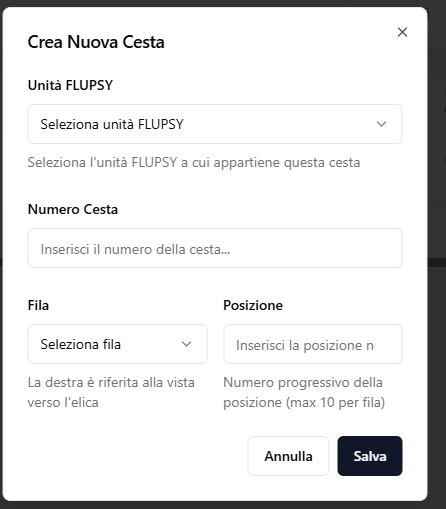 Crea Nuova Cesta
Unità FLUPSY
Seleziona unità FLUPSY
Seleziona l'unità FLUPSY a cui appartiene questa cesta
Numero Cesta
Inserisci il numero della cesta...
Fila
Posizione
Seleziona fila
Inserisci la posizione n
La destra è riferita alla vista
verso l'elica
Numero progressivo della
posizione (max 10 per fila)
Annulla
Salva